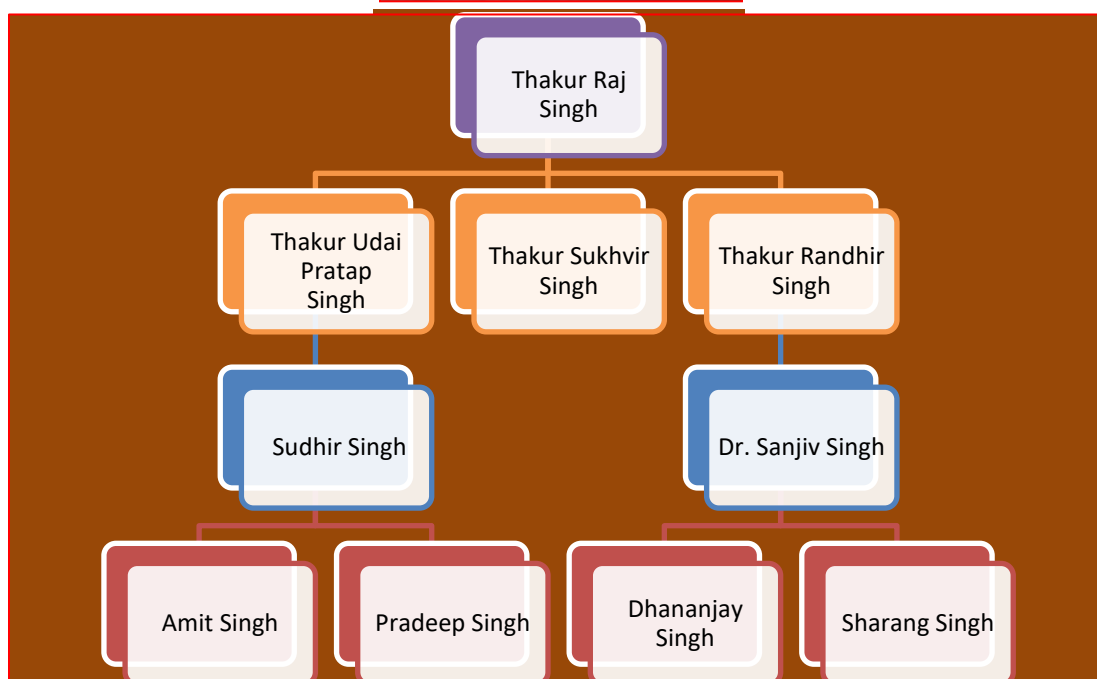 Thakur Raj
Singh
Thakur Udai
Pratap
Singh
Thakur Sukhvir
Singh
Thakur Randhir
Singh
Sudhir Singh
Dr. Sanjiv Singh
Amit Singh
Pradeep Singh
Dhananjay
Singh
Sharang Singh